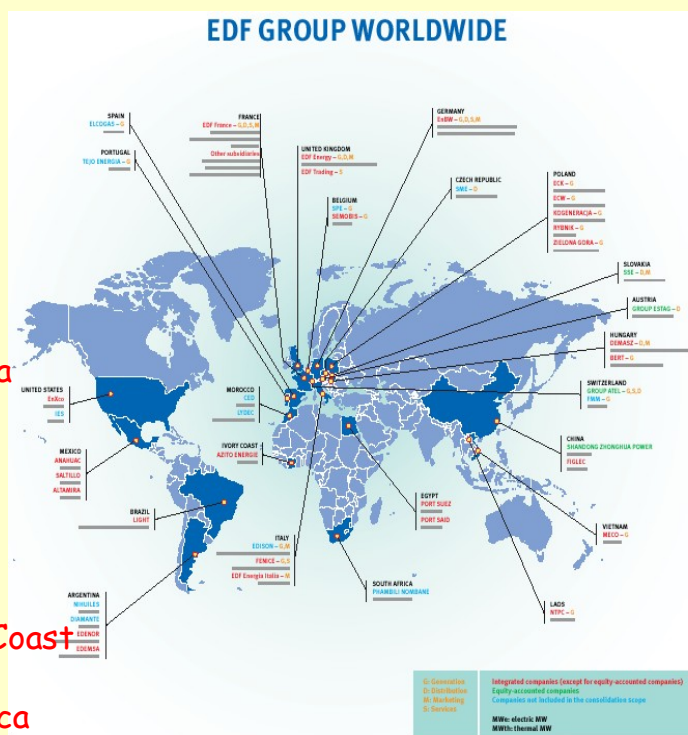 EDF GROUP WORLDWIDE
SPAIN
ELCOGAS – G
PORTUGAL
TEJO ENERGIA – G
FRANCE
EDF France – G,D,S,M
Other subsidiaries
UNITED KINGDOM
EDF Energy – G,D,M
EDF Trading – S
BELGIUM
SPE – G
SEMOBIS – G
GERMANY
EnBW – G,D,S,M
CZECH REPUBLIC
SME – D
POLAND
ECK – G
ECW – G
KOGENERACJA – G
RYBNIK – G
ZIELONA GORA – G
SLOVAKIA
SSE – D,M
AUSTRIA
GROUP ESTAG – D
HUNGARY
DEMASZ – D,M
BERT – G
SWITZERLAND
GROUP ATEL – G,S,D
FMM – G
a
UNITED STATES
EnXco
IES
MEXICO
ANAHUAC
SALTILLO
ALTAMIRA
MOROCCO
CED
LYDEC
IVORY COAST
AZITO ENERGIE
BRAZIL
LIGHT
CHINA
SHANDONG ZHONGHUA POWER
FIGLEC
EGYPT
PORT SUEZ
PORT SAID
VIETNAM
MECO – G
ITALY
EDISON – G,M
FENICE – G,S
EDF Energia Italia – M
SOUTH AFRICA
PHAMBILI NOMBANE
LAOS
NTPC – G
ARGENTINA
NIHUILES
DIAMANTE
EDENOR
EDEMSA
Coast
ca
G: Generation
D: Distribution
M: Marketing
S: Services
Integrated companies (except for equity-accounted companies)
Equity-accounted companies
Companies not included in the consolidation scope
MWe: electric MW
MWth: thermal MW